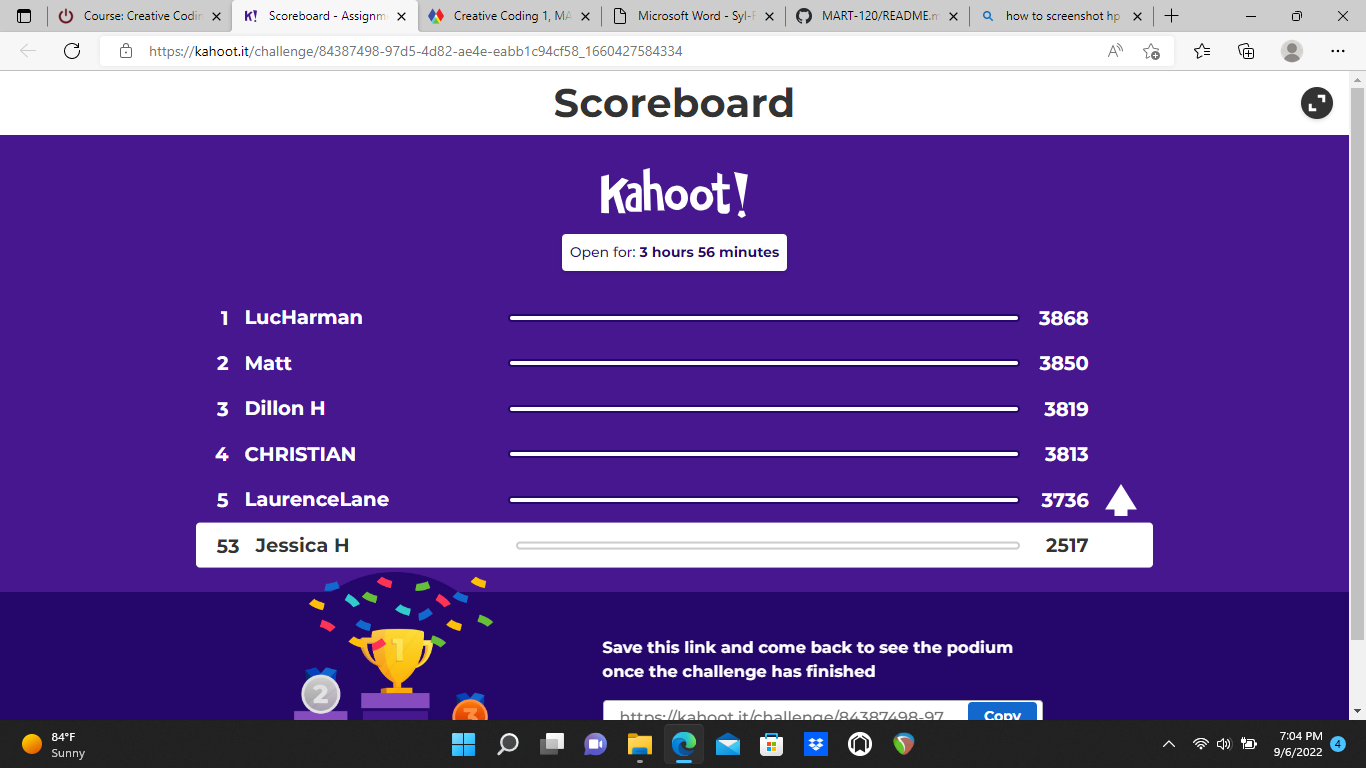 Course: Creative Codin
Scoreboard - Assignme
Creative Coding 1, MA
Microsoft Word - Syl-F
MART-120/README.m
how to screenshot hp
https://kahoot.it/challenge/84387498-97d5-4d82-ae4e-eabb1c94cf58_1660427584334
Scoreboard
Kahoot!
Open for: 3 hours 56 minutes
1 LucHarman 3868
2 Matt 3850
3 Dillon H 3819
4 CHRISTIAN 3813
5 LaurenceLane 3736
53 Jessica H 2517
1
2
3
Save this link and come back to see the podium
once the challenge has finished
https://kahoot.it/challenge/84387498-97 Copy
84°F
Sunny
7:04 PM
9/6/2022
4